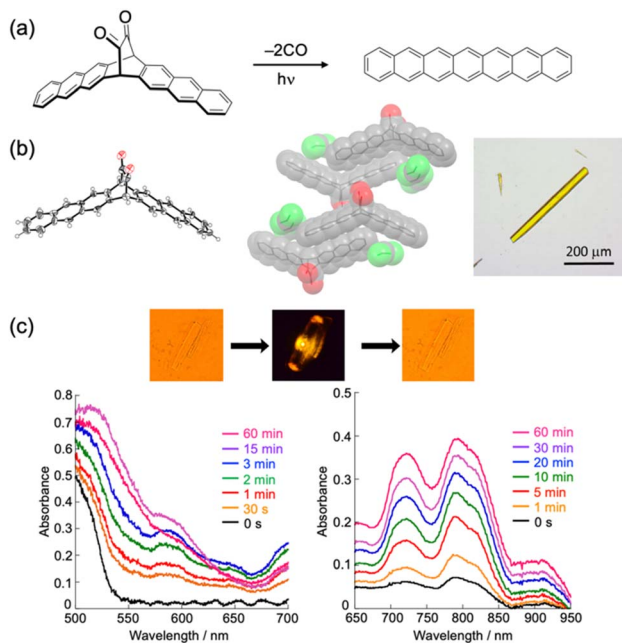 (a)
O
O
−2CO
hν
(b)
200 μm
(c)
0.8
0.7
0.6
0.5
0.4
0.3
0.2
0.1
0
Absorbance
500
550
600
650
700
Wavelength / nm
60 min
15 min
3 min
2 min
1 min
30 s
0 s
0.5
0.4
0.3
0.2
0.1
0
Absorbance
650
700
750
800
850
900
950
Wavelength / nm
60 min
30 min
20 min
10 min
5 min
1 min
0 s